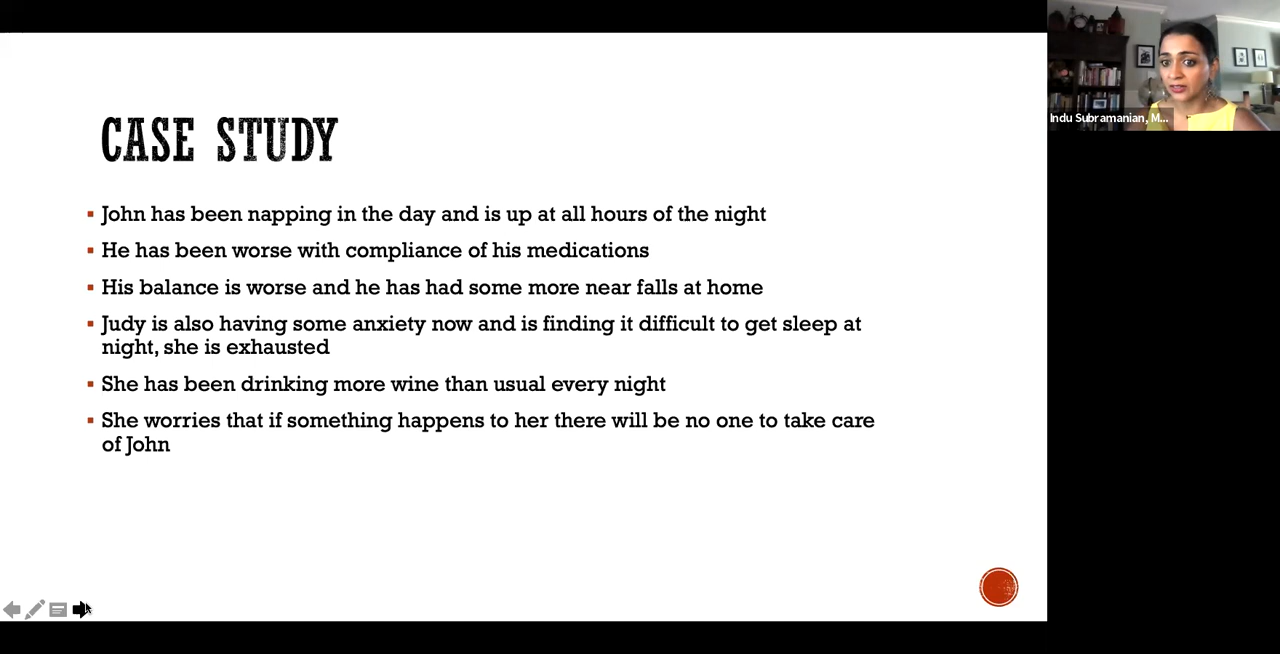 CASE STUDY
John has been napping in the day and is up at all hours of the night
He has been worse with compliance of his medications
His balance is worse and he has had some more near falls at home
Judy is also having some anxiety now and is finding it difficult to get sleep at
night, she is exhausted
She has been drinking more wine than usual every night
She worries that if something happens to her there will be no one to take care
of John
Indu Subramanian, M...